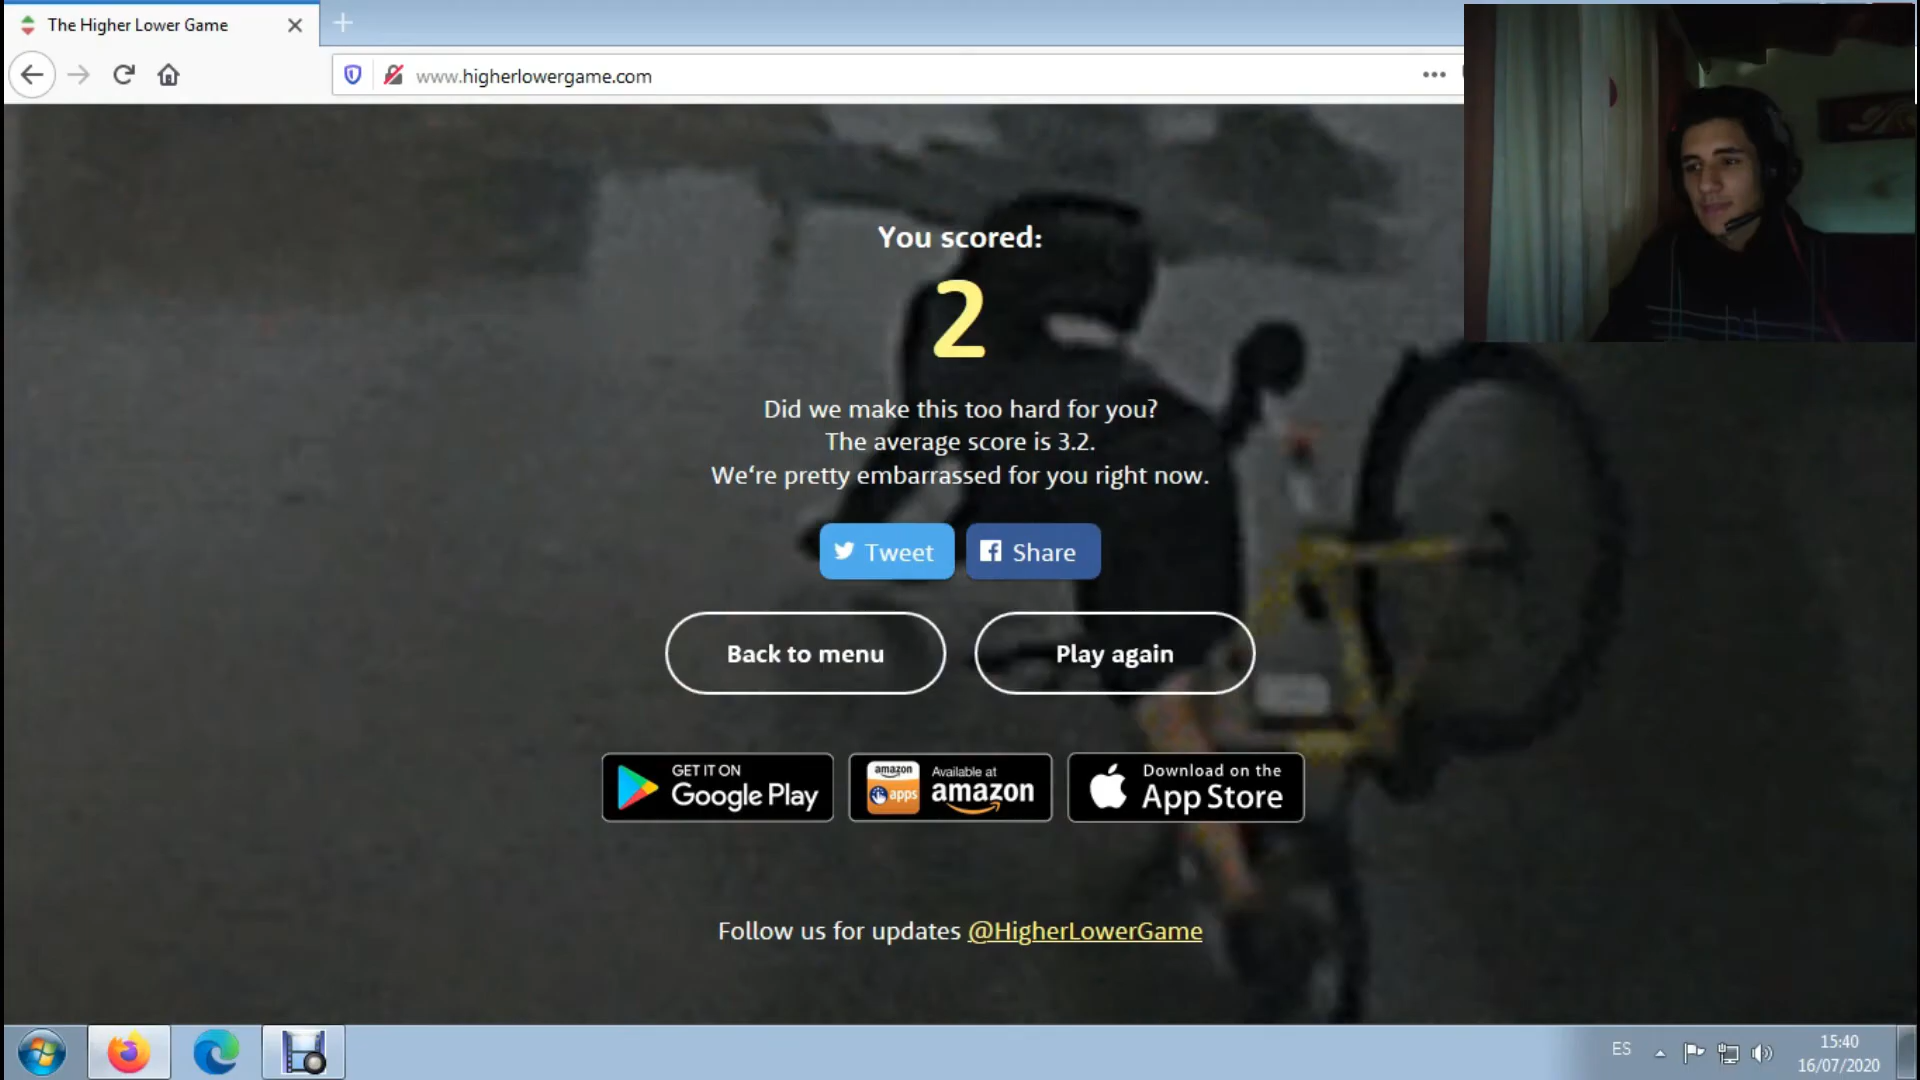 The Higher Lower Game
www.higherlowergame.com
You scored:
2
Did we make this too hard for you?
The average score is 3.2.
We're pretty embarrassed for you right now.
Tweet
Share
Back to menu
Play again
GET IT ON
Google Play
amazon
apps
Available at
amazon
Download on the
App Store
Follow us for updates @HigherLowerGame
ES
15:40
16/07/2020